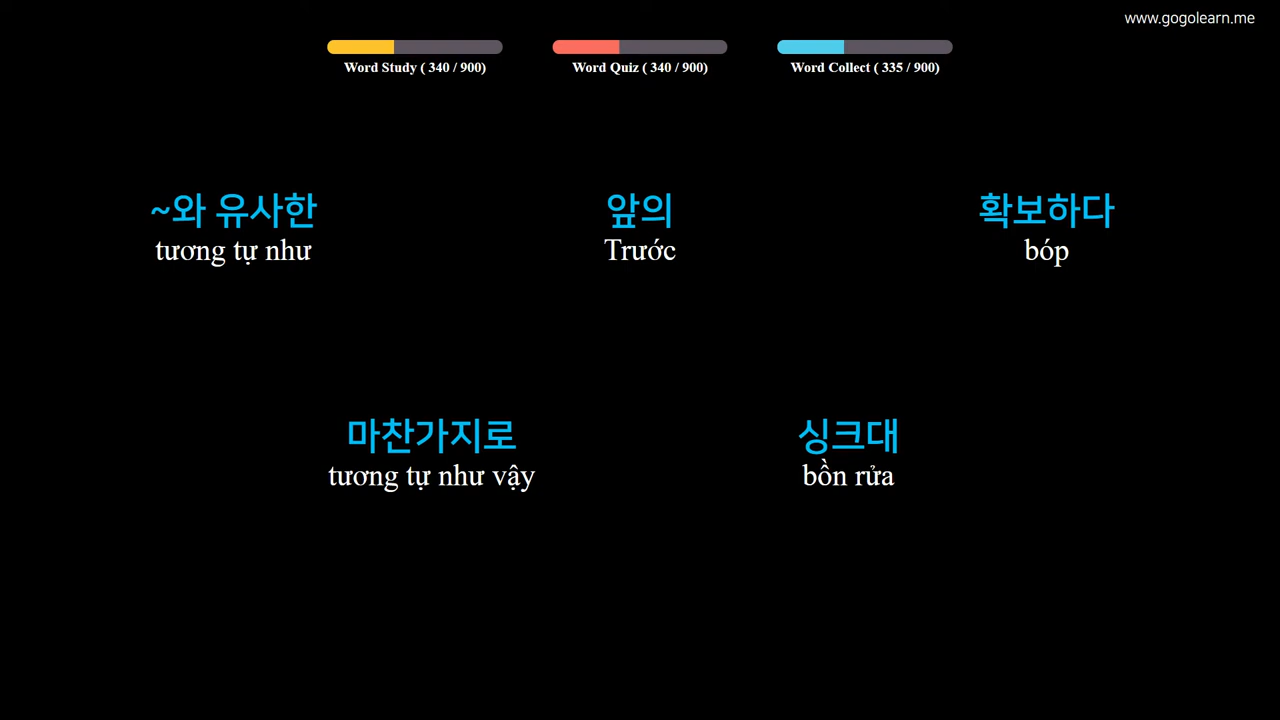 www.gogolearn.me
Word Study ( 340 / 900)
Word Quiz ( 340 / 900)
Word Collect ( 335 / 900)
~와 유사한
tương tự như
앞의
Trước
확보하다
bóp
마찬가지로
tương tự như vậy
싱크대
bồn rửa